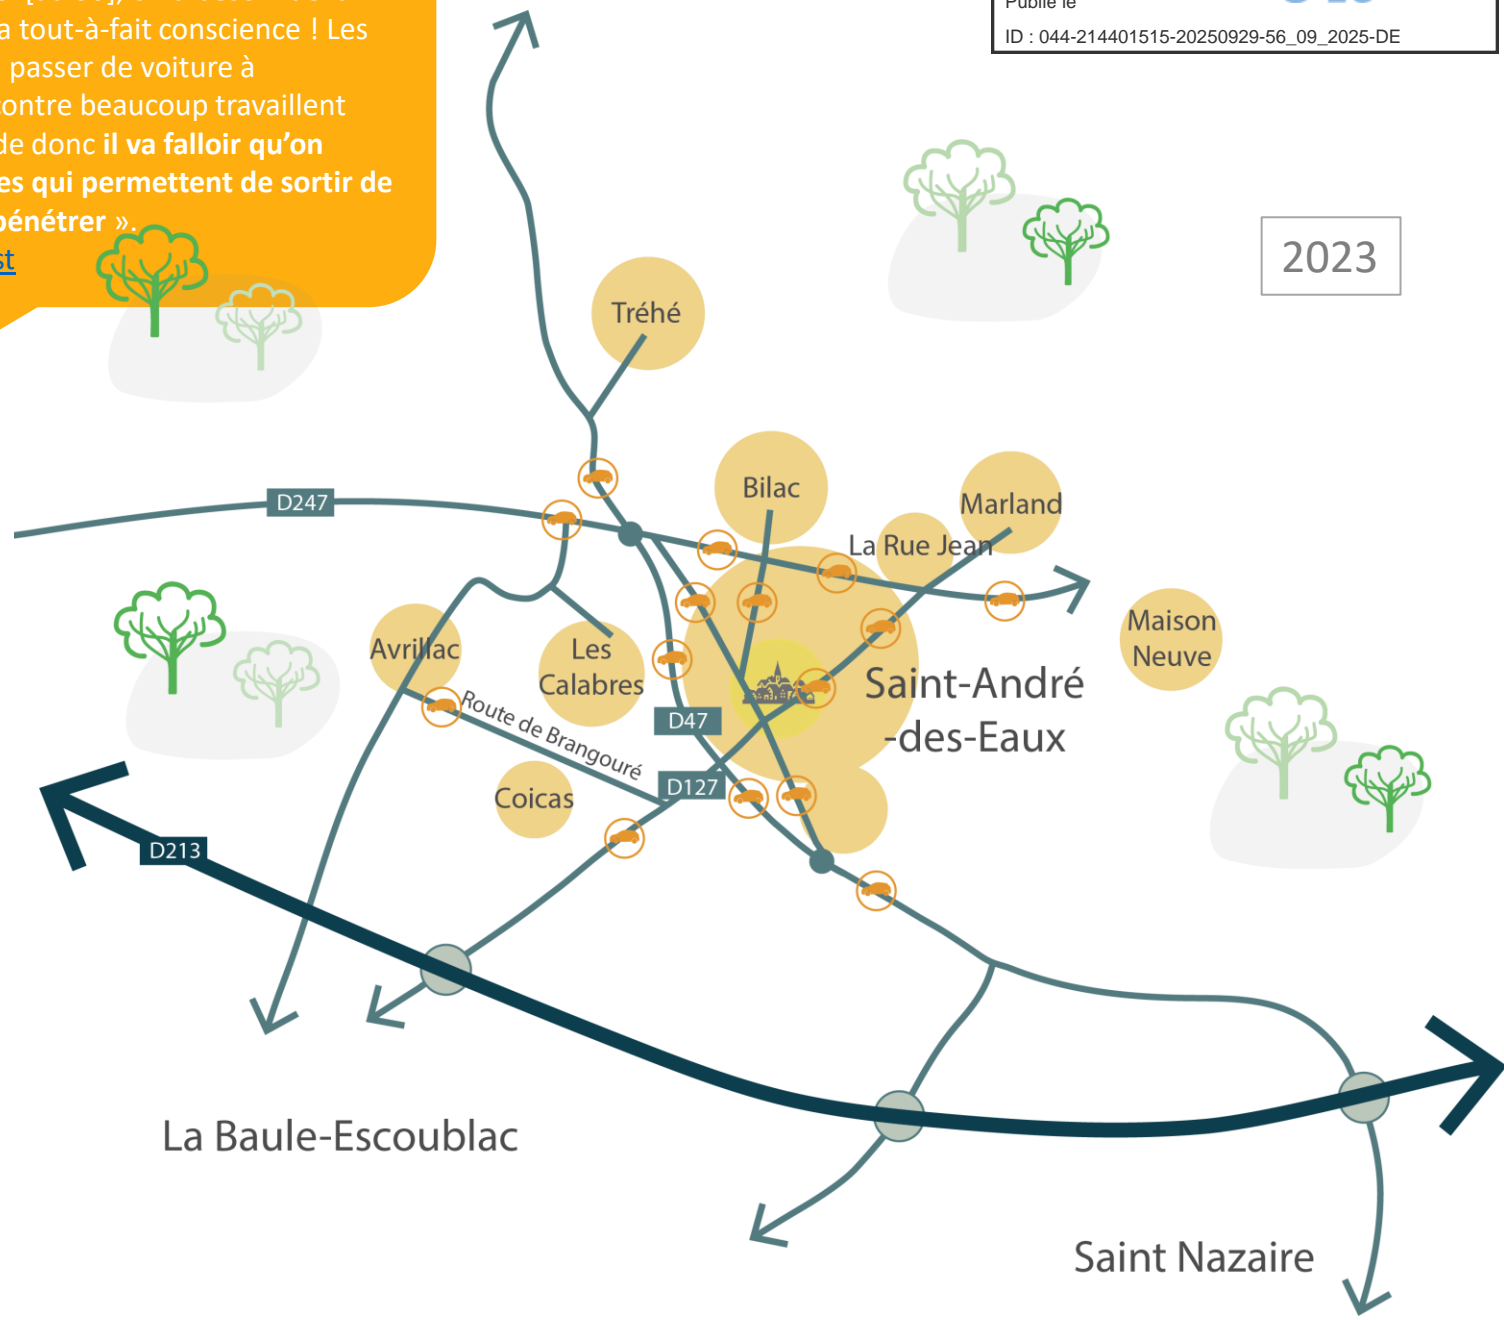 a tout-à-fait conscience ! Les
passer de voiture à
contre beaucoup travaillent
de donc il va falloir qu'on
es qui permettent de sortir de
pénétrer ».
st
Publié le
ID : 044-214401515-20250929-56_09_2025-DE
2023
Tréhé
Bilac
Marland
D247
La Rue Jean
Maison
Neuve
Avrillac
Les
Calabres
Saint-André
-des-Eaux
Route de Brangouré
D47
D127
Coicas
D213
La Baule-Escoublac
Saint Nazaire